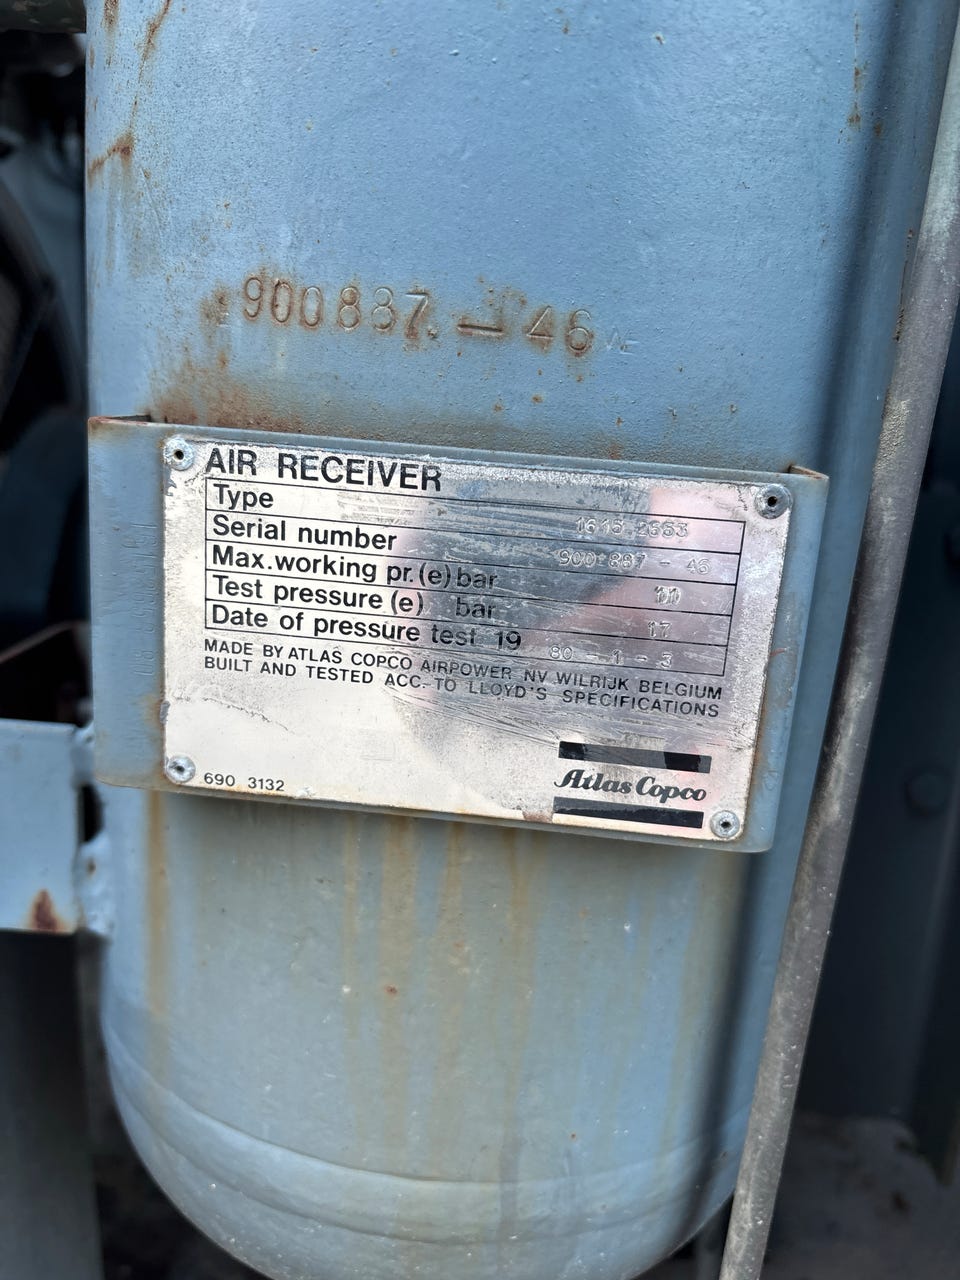 900887. - 46
AIR RECEIVER
Type 1615 2663
Serial number 900 887 - 46
Max.working pr.(e) bar
Test pressure (e) bar 17
Date of pressure test 19 80 - 1 - 3
MADE BY ATLAS COPCO AIRPOWER NV WILRIJK BELGIUM
BUILT AND TESTED ACC. TO LLOYD'S SPECIFICATIONS
Atlas Copco
690 3132